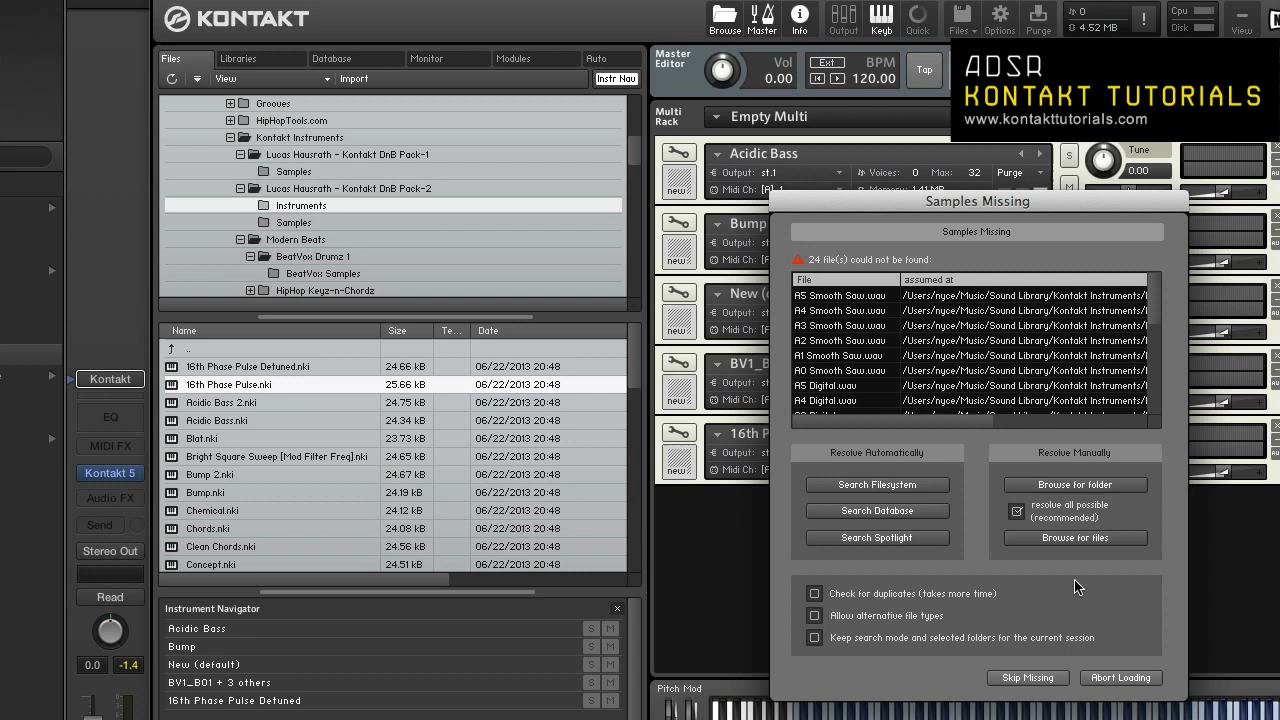 KONTAKT
Browse
Master
Info
Output
Keyb
Quick
Files
Options
Purge
0
4.52 MB
!
Cpu
Disk
View
Files
Libraries
Database
Monitor
Modules
Auto
View
Import
Instr Nav
Master
Editor
Vol
0.00
Ext
BPM
120.00
Tap
ADSR
KONTAKT TUTORIALS
www.kontakttutorials.com
Grooves
HipHopTools.com
Kontakt Instruments
Lucas Hausrath - Kontakt DnB Pack-1
Samples
Lucas Hausrath - Kontakt DnB Pack-2
Instruments
Samples
Modern Beats
BeatVox Drumz 1
BeatVox Samples
HipHop Keyz-n-Chordz
Multi
Rack
Empty Multi
Acidic Bass
Output: st.1
Voices: 0 Max: 32 Purge
Midi Ch: [A]-1
new
S
M
Tune
0.00
Bump
Output:
Midi Ch:
new
New (
Output:
Midi Ch:
new
BV1_B
Output:
Midi Ch:
new
16th P
Output:
Midi Ch:
new
Name Size Te... Date
..
16th Phase Pulse Detuned.nki 24.66 kB 06/22/2013 20:48
16th Phase Pulse.nki 25.66 kB 06/22/2013 20:48
Acidic Bass 2.nki 24.75 kB 06/22/2013 20:48
Acidic Bass.nki 24.34 kB 06/22/2013 20:48
Blat.nki 23.73 kB 06/22/2013 20:48
Bright Square Sweep [Mod Filter Freq].nki 24.65 kB 06/22/2013 20:48
Bump 2.nki 24.67 kB 06/22/2013 20:48
Bump.nki 24.19 kB 06/22/2013 20:48
Chemical.nki 24.12 kB 06/22/2013 20:48
Chords.nki 24.08 kB 06/22/2013 20:48
Clean Chords.nki 24.56 kB 06/22/2013 20:48
Concept.nki 24.51 kB 06/22/2013 20:48
Instrument Navigator
Acidic Bass S M
Bump S M
New (default) S M
BV1_B01 + 3 others S M
16th Phase Pulse Detuned S M
Kontakt
EQ
MIDI FX
Kontakt 5
Audio FX
Send
Stereo Out
Read
0.0 -1.4
Samples Missing
Samples Missing
24 file(s) could not be found:
File assumed at
A5 Smooth Saw.wav /Users/nyce/Music/Sound Library/Kontakt Instruments/
A4 Smooth Saw.wav /Users/nyce/Music/Sound Library/Kontakt Instruments/
A3 Smooth Saw.wav /Users/nyce/Music/Sound Library/Kontakt Instruments/
A2 Smooth Saw.wav /Users/nyce/Music/Sound Library/Kontakt Instruments/
A1 Smooth Saw.wav /Users/nyce/Music/Sound Library/Kontakt Instruments/
A0 Smooth Saw.wav /Users/nyce/Music/Sound Library/Kontakt Instruments/
A5 Digital.wav /Users/nyce/Music/Sound Library/Kontakt Instruments/
A4 Digital.wav /Users/nyce/Music/Sound Library/Kontakt Instruments/
Resolve Automatically
Search Filesystem
Search Database
Search Spotlight
Resolve Manually
Browse for folder
resolve all possible
(recommended)
Browse for files
Check for duplicates (takes more time)
Allow alternative file types
Keep search mode and selected folders for the current session
Skip Missing
Abort Loading
Pitch Mod